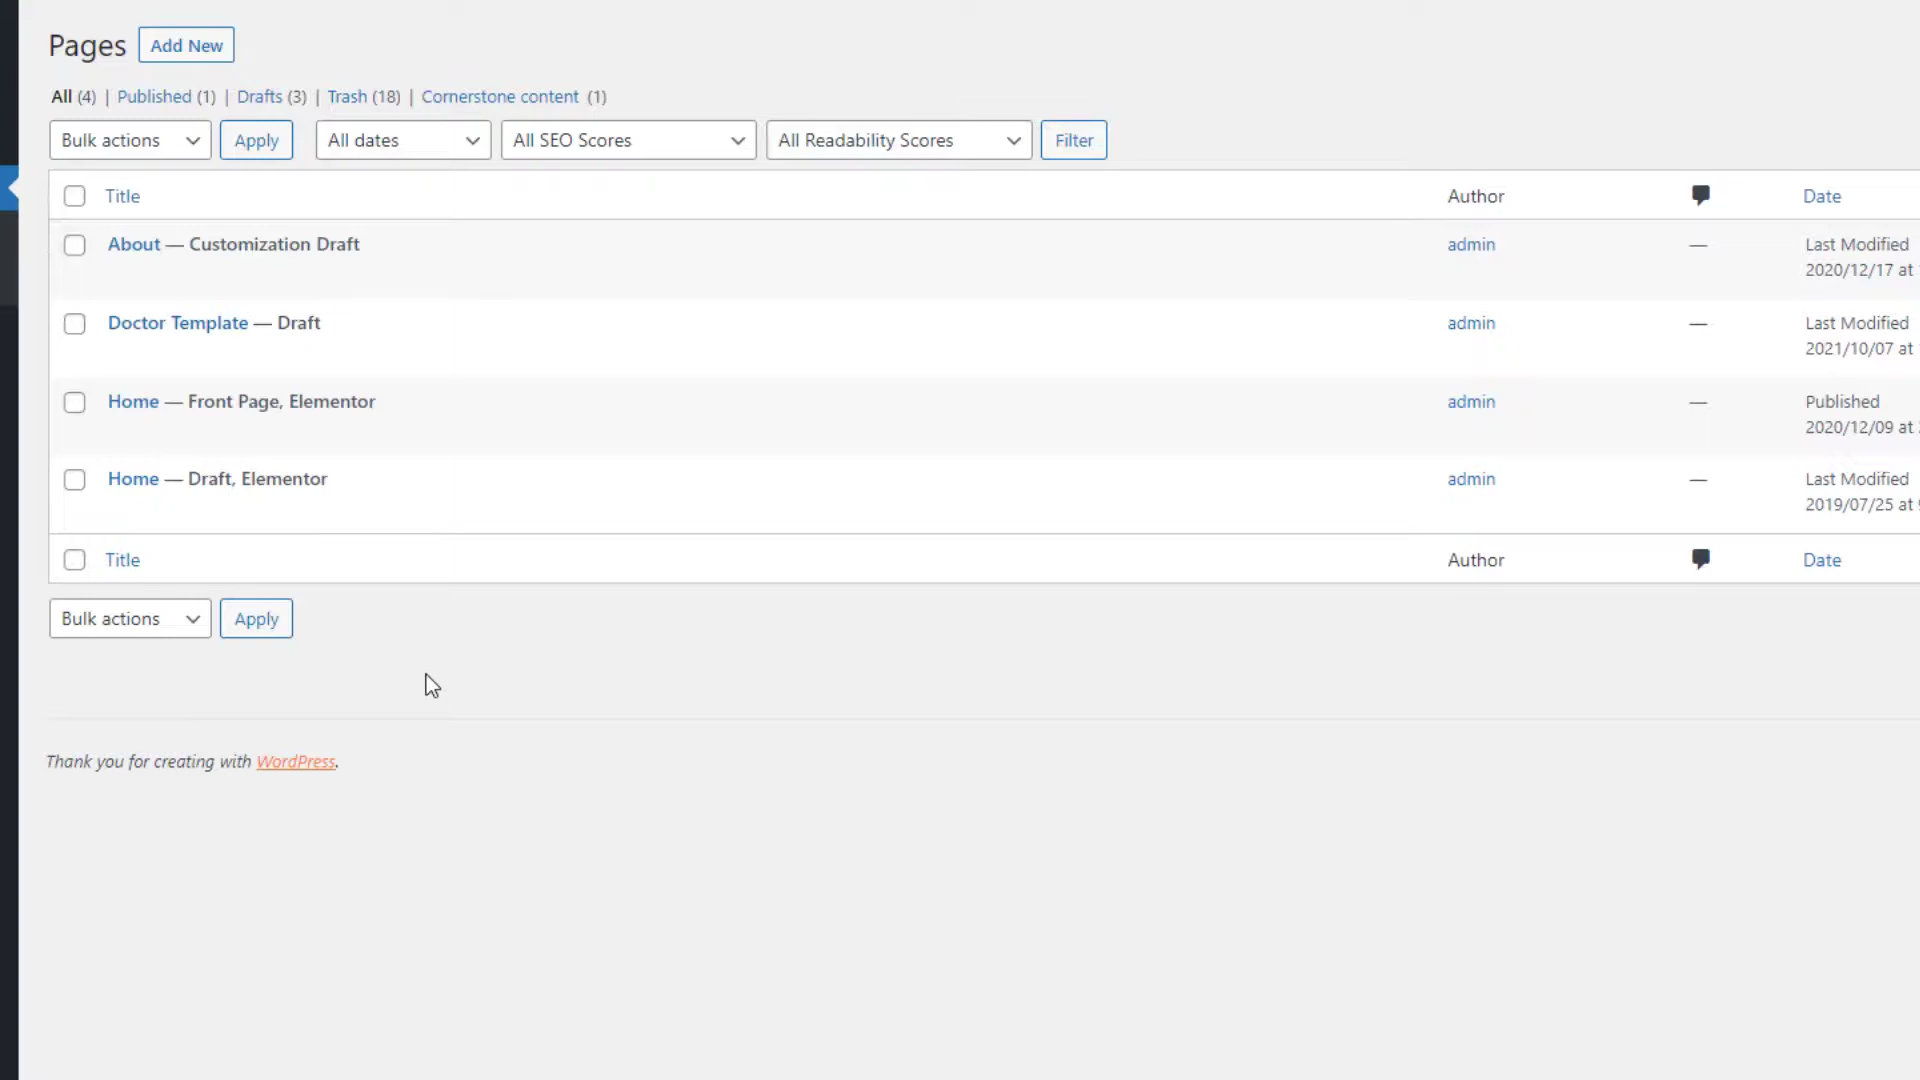 Pages Add New
All (4) | Published (1) | Drafts (3) | Trash (18) | Cornerstone content (1)
Bulk actions Apply All dates All SEO Scores All Readability Scores Filter
Title Author Date
About — Customization Draft admin — Last Modified
2020/12/17 at
Doctor Template — Draft admin — Last Modified
2021/10/07 at
Home — Front Page, Elementor admin — Published
2020/12/09 at
Home — Draft, Elementor admin — Last Modified
2019/07/25 at
Title Author Date
Bulk actions Apply
Thank you for creating with WordPress.